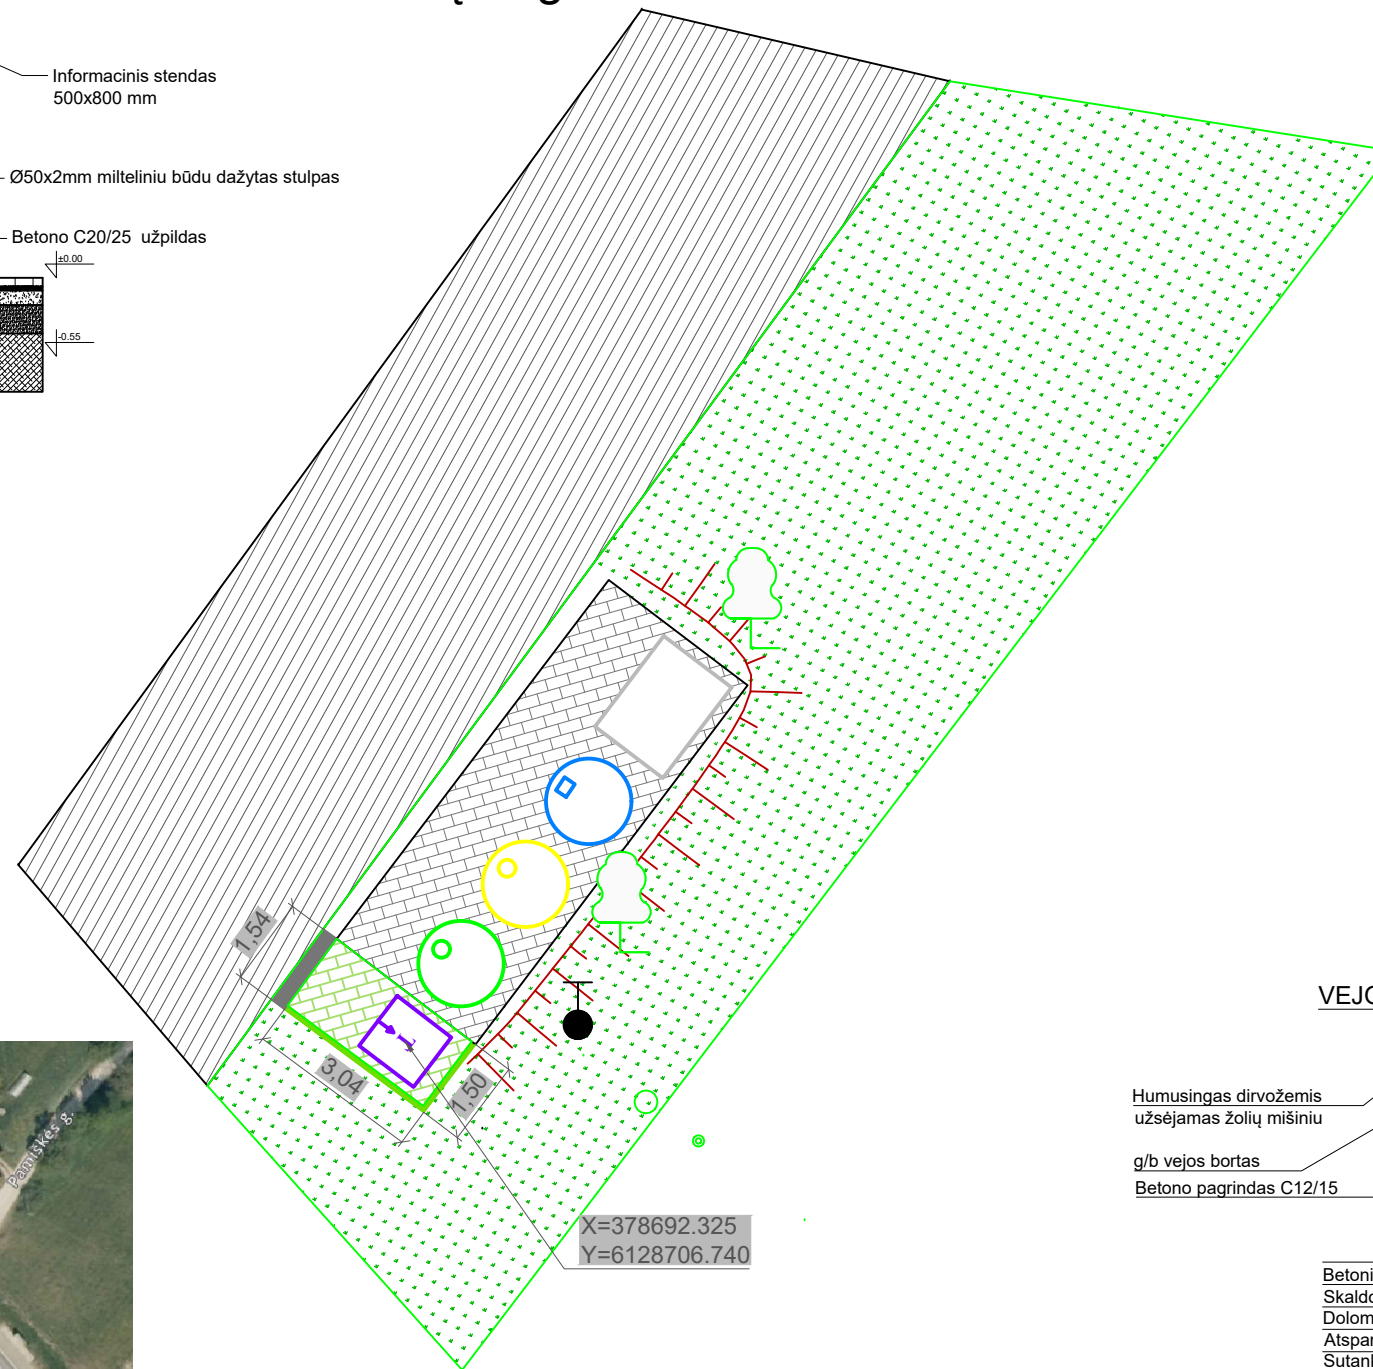 Informacinis stendas
500x800 mm
Ø50x2mm milteliniu būdu dažytas stulpas
Betono C20/25 užpildas
±0.00
-0.55
1,54
3,04
1,50
X=378692.325
Y=6128706.740
Pamiškės g.
Humusingas dirvožemis
užsėjamas žolių mišiniu
g/b vejos bortas
Betono pagrindas C12/15